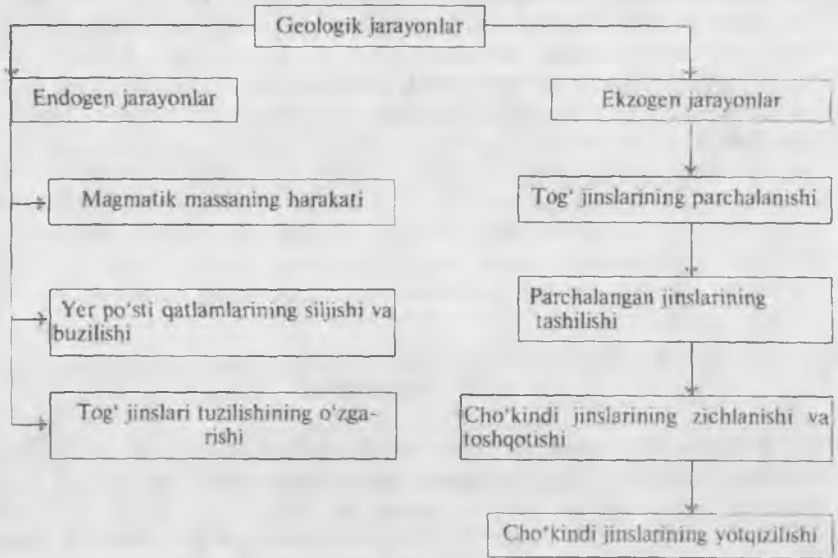 Geologik jarayonlar
Endogen jarayonlar
Magmatik massaning harakati
Yer po‘sti qatlamlarining siljishi va
buzilishi
Tog‘ jinslari tuzilishining o‘zga-
rishi
Ekzogen jarayonlar
Tog‘ jinslarining parchalanishi
Parchalangan jinslarining
tashilishi
Cho‘kindi jinslarining zichlanishi va
toshqotishi
Cho‘kindi jinslarining yotqizilishi